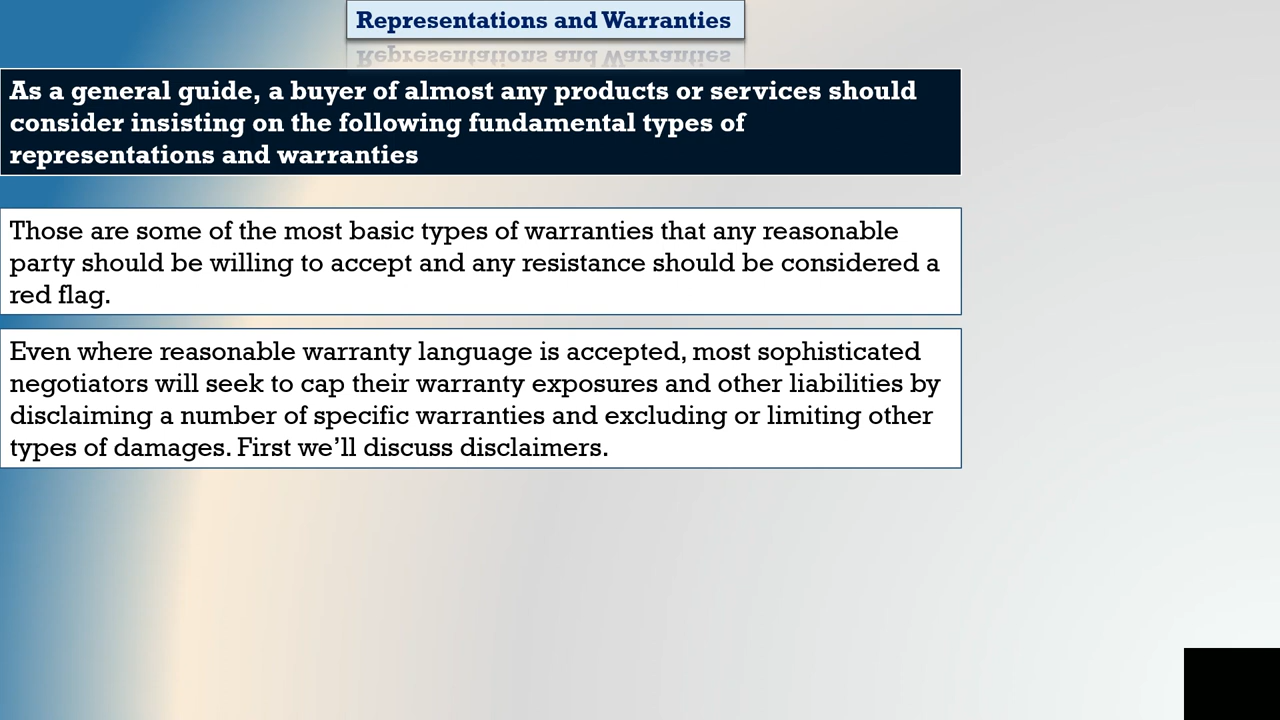 Representations and Warranties
As a general guide, a buyer of almost any products or services should
consider insisting on the following fundamental types of
representations and warranties
Those are some of the most basic types of warranties that any reasonable
party should be willing to accept and any resistance should be considered a
red flag.
Even where reasonable warranty language is accepted, most sophisticated
negotiators will seek to cap their warranty exposures and other liabilities by
disclaiming a number of specific warranties and excluding or limiting other
types of damages. First we’ll discuss disclaimers.